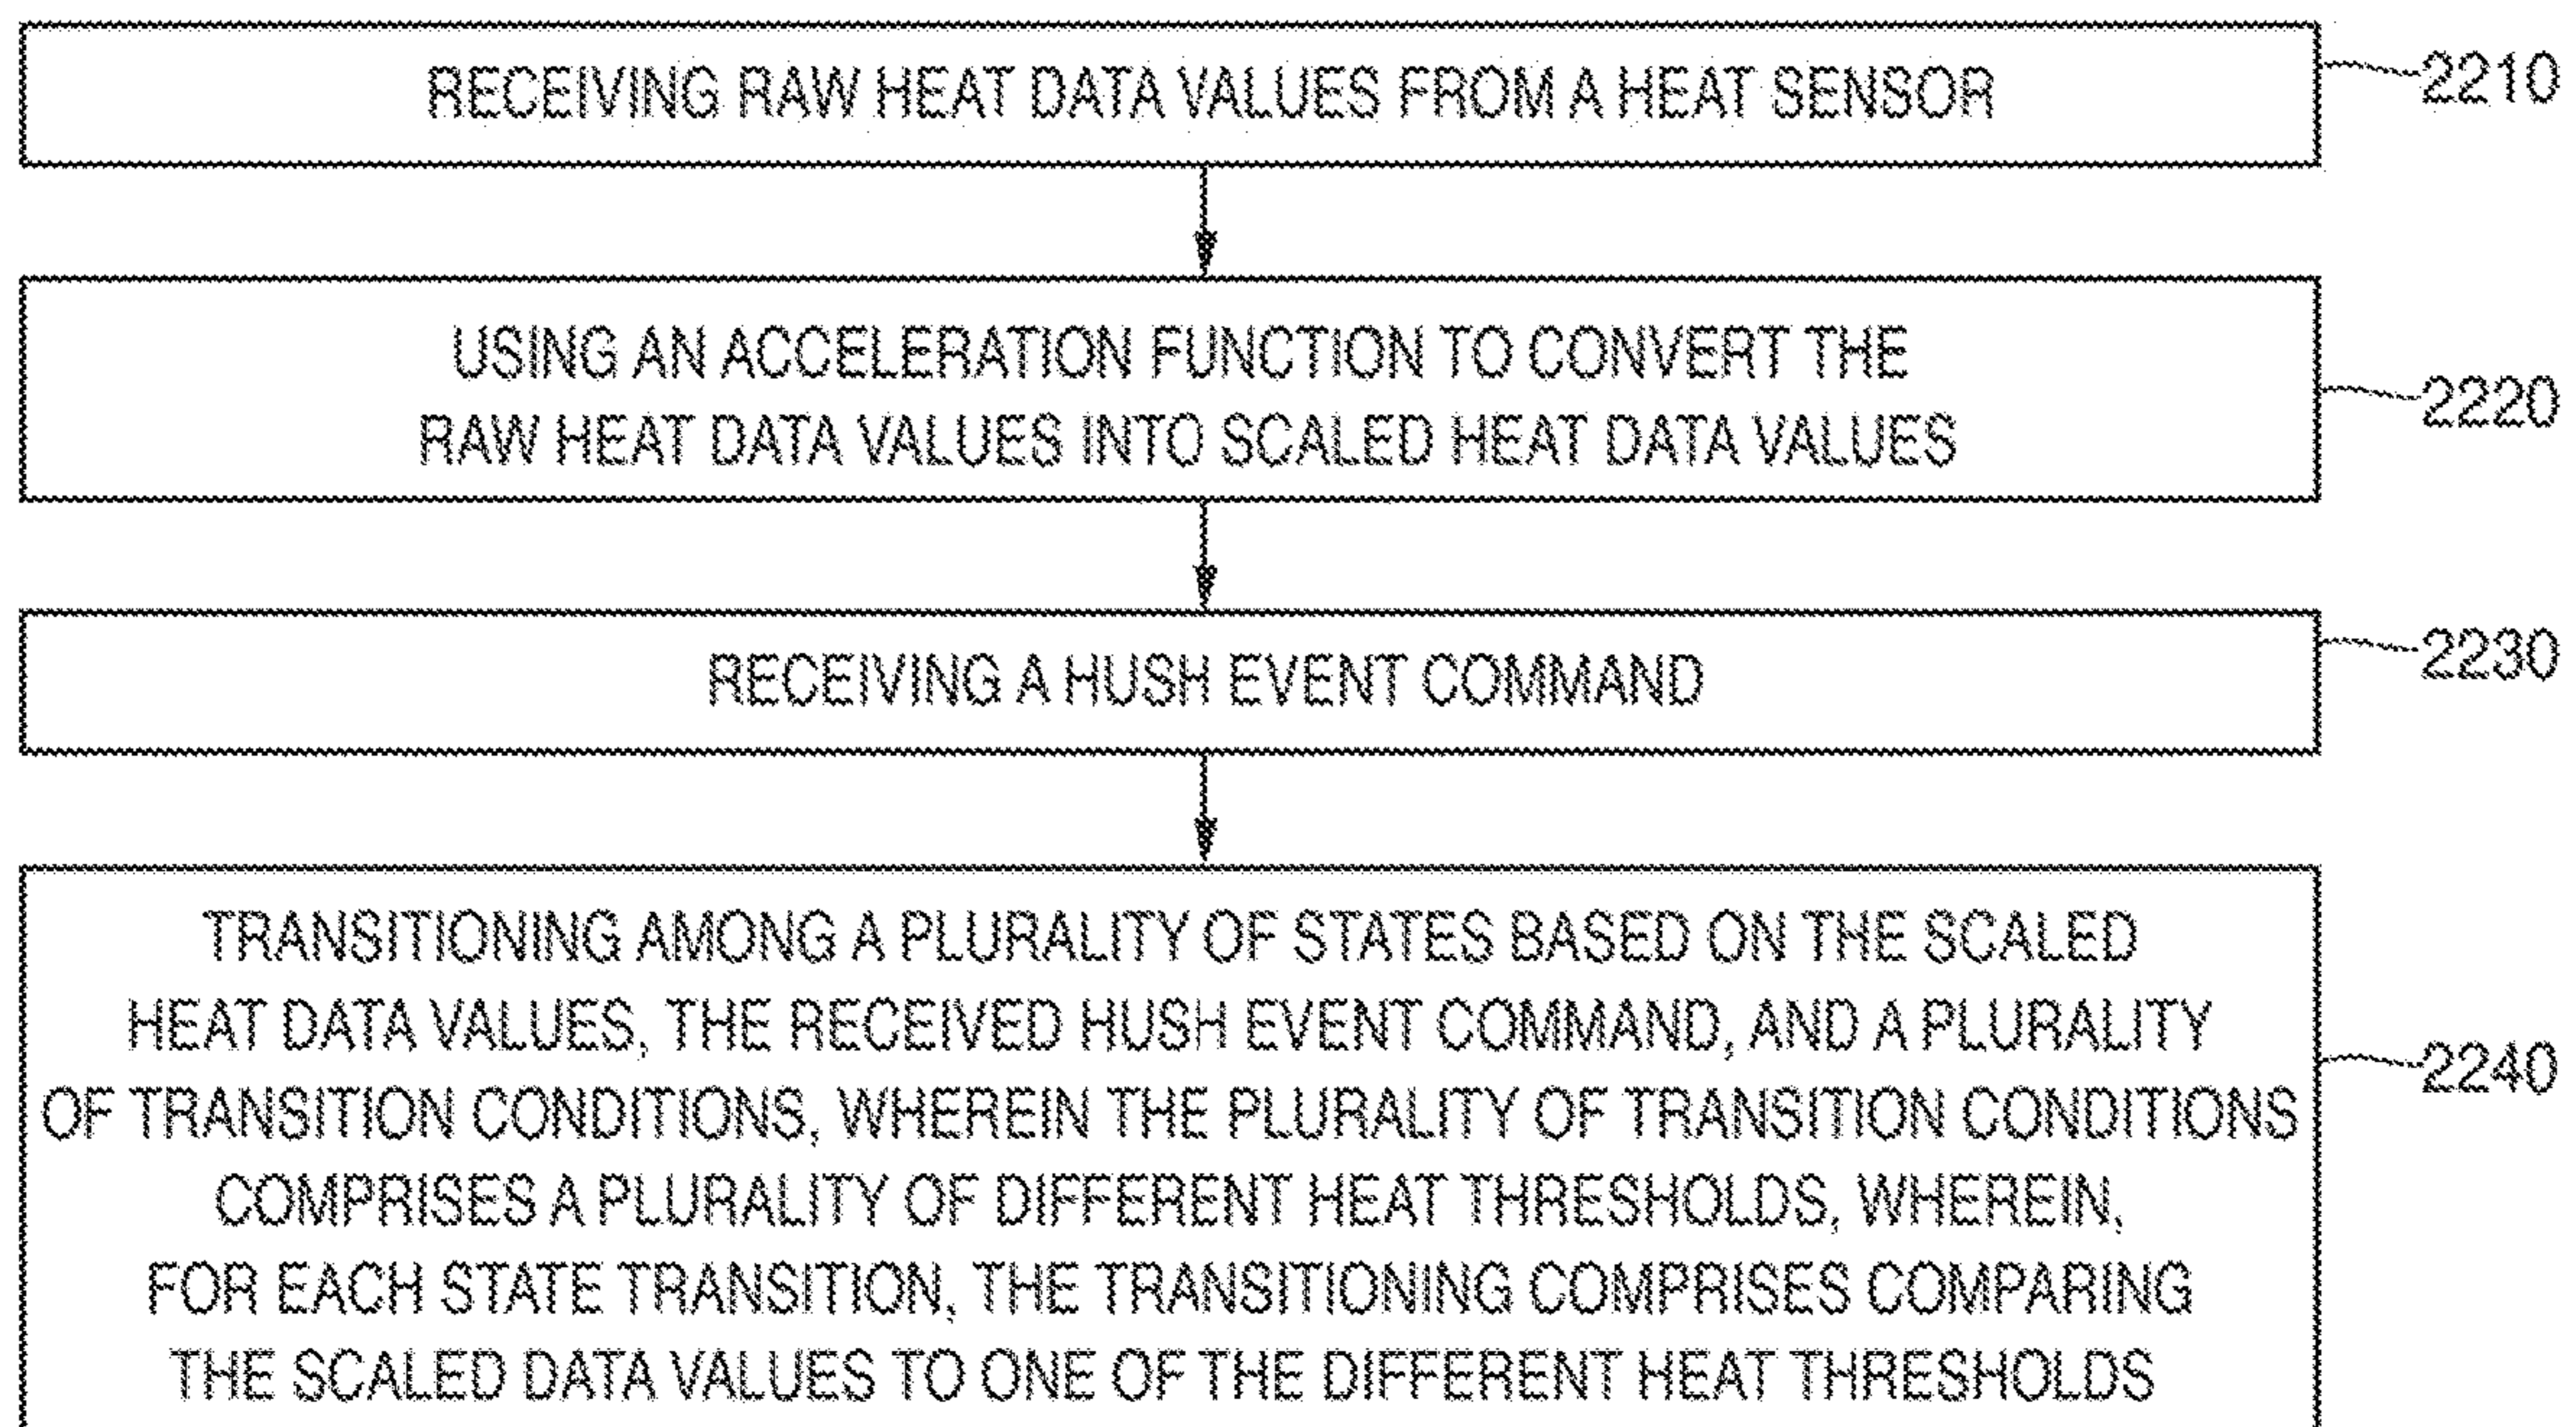 RECEIVING RAW HEAT DATA VALUES FROM A HEAT SENSOR
2210
USING AN ACCELERATION FUNCTION TO CONVERT THE
RAW HEAT DATA VALUES INTO SCALED HEAT DATA VALUES
2220
RECEIVING A HUSH EVENT COMMAND
2230
TRANSITIONING AMONG A PLURALITY OF STATES BASED ON THE SCALED
HEAT DATA VALUES, THE RECEIVED HUSH EVENT COMMAND, AND A PLURALITY
OF TRANSITION CONDITIONS, WHEREIN THE PLURALITY OF TRANSITION CONDITIONS
COMPRISES A PLURALITY OF DIFFERENT HEAT THRESHOLDS, WHEREIN,
FOR EACH STATE TRANSITION, THE TRANSITIONING COMPRISES COMPARING
THE SCALED DATA VALUES TO ONE OF THE DIFFERENT HEAT THRESHOLDS
2240